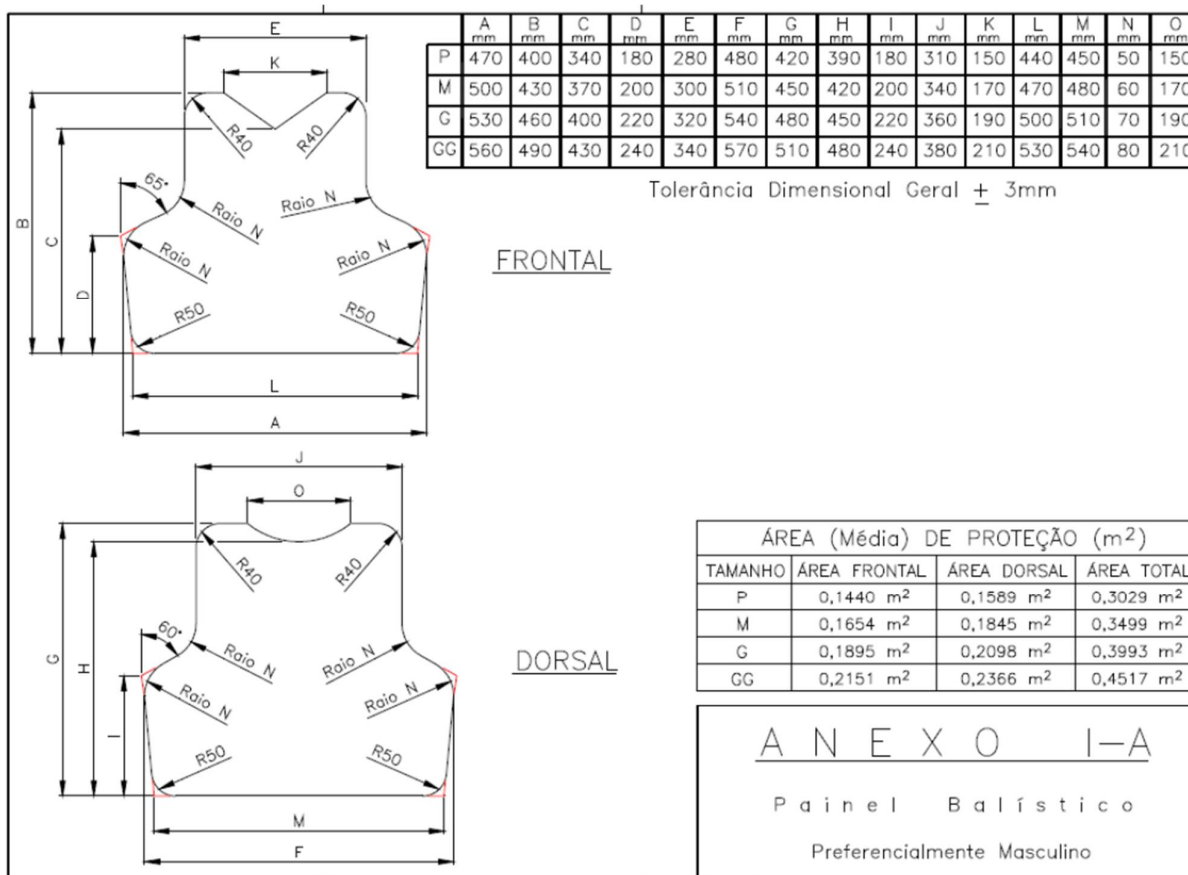 A B C D E F G H I J K L M N O
mm mm mm mm mm mm mm mm mm mm mm mm mm mm mm
P 470 400 340 180 280 480 420 390 180 310 150 440 450 50 150
M 500 430 370 200 300 510 450 420 200 340 170 470 480 60 170
G 530 460 400 220 320 540 480 450 220 360 190 500 510 70 190
GG 560 490 430 240 340 570 510 480 240 380 210 530 540 80 210
Tolerância Dimensional Geral ± 3mm
E
K
R40 R40
65°
Raio N Raio N
B C D
Raio N Raio N
R50 R50
L
A
FRONTAL
J
O
R40 R40
60°
Raio N Raio N
G H I
Raio N Raio N
R50 R50
M
F
DORSAL
ÁREA (Média) DE PROTEÇÃO (m²)
TAMANHO ÁREA FRONTAL ÁREA DORSAL ÁREA TOTAL
P 0,1440 m² 0,1589 m² 0,3029 m²
M 0,1654 m² 0,1845 m² 0,3499 m²
G 0,1895 m² 0,2098 m² 0,3993 m²
GG 0,2151 m² 0,2366 m² 0,4517 m²
ANEXO I-A
Painel Balístico
Preferencialmente Masculino